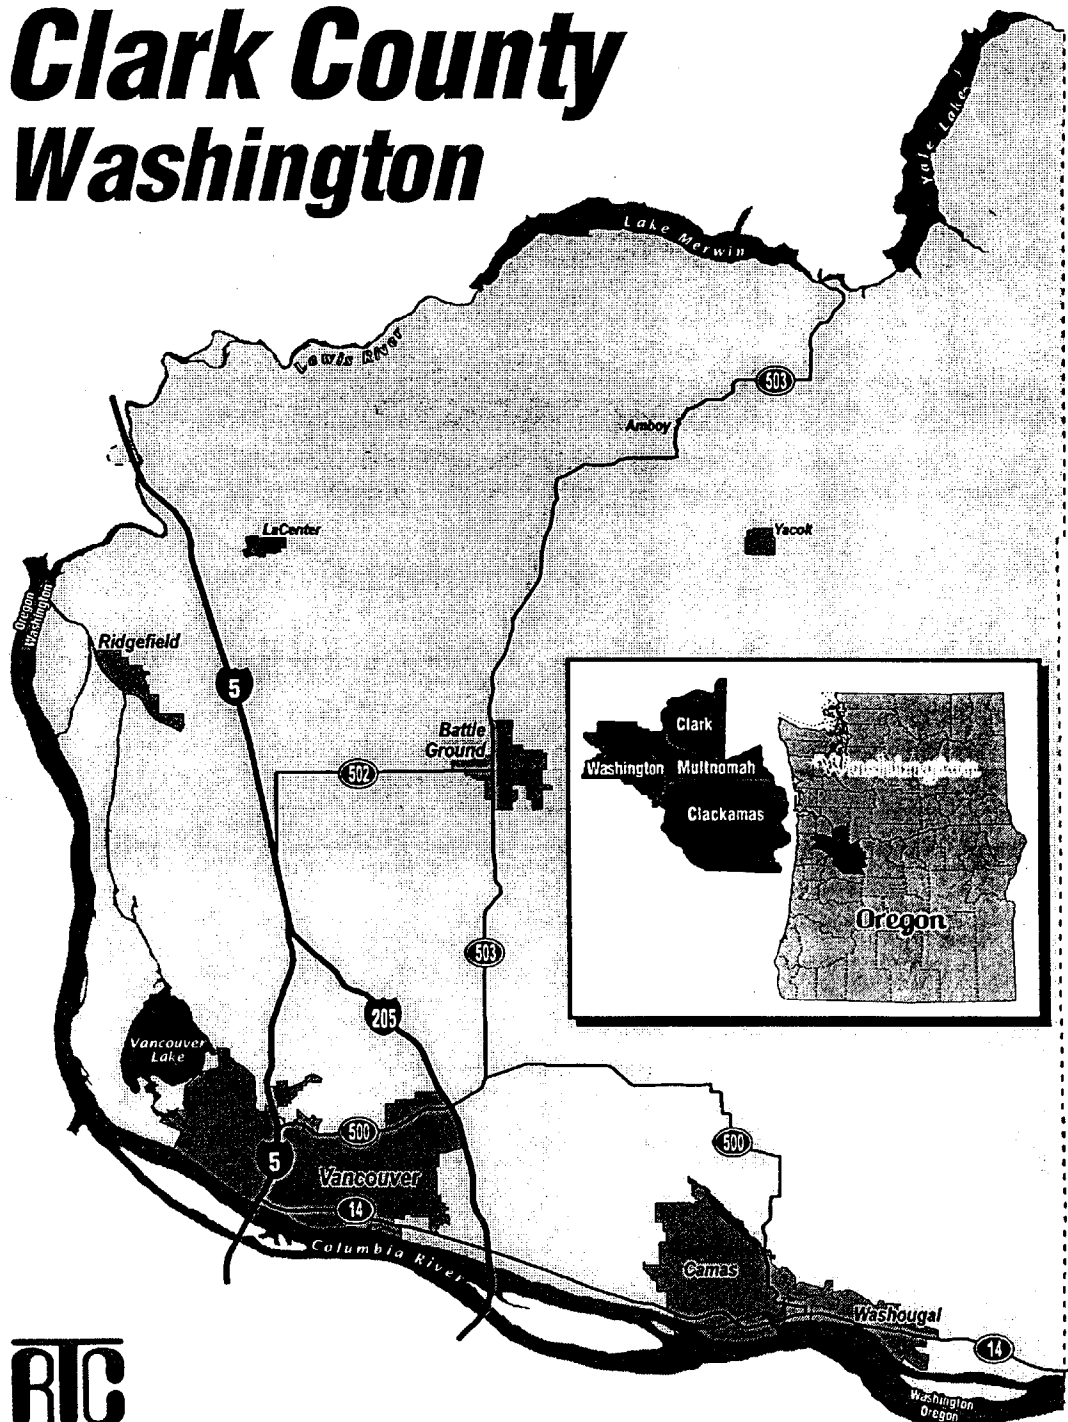 Clark County
Washington
Yale Lake
Lake Merwin
Lewis River
503
Amboy
LaCenter
Yacolt
Oregon
Washington
Ridgefield
5
Battle
Ground
502
Clark
Washington
Multnomah
Clackamas
Washington
Oregon
503
205
Vancouver
Lake
500
500
5
Vancouver
14
Columbia River
Camas
Washougal
14
Washington
Oregon
RTC